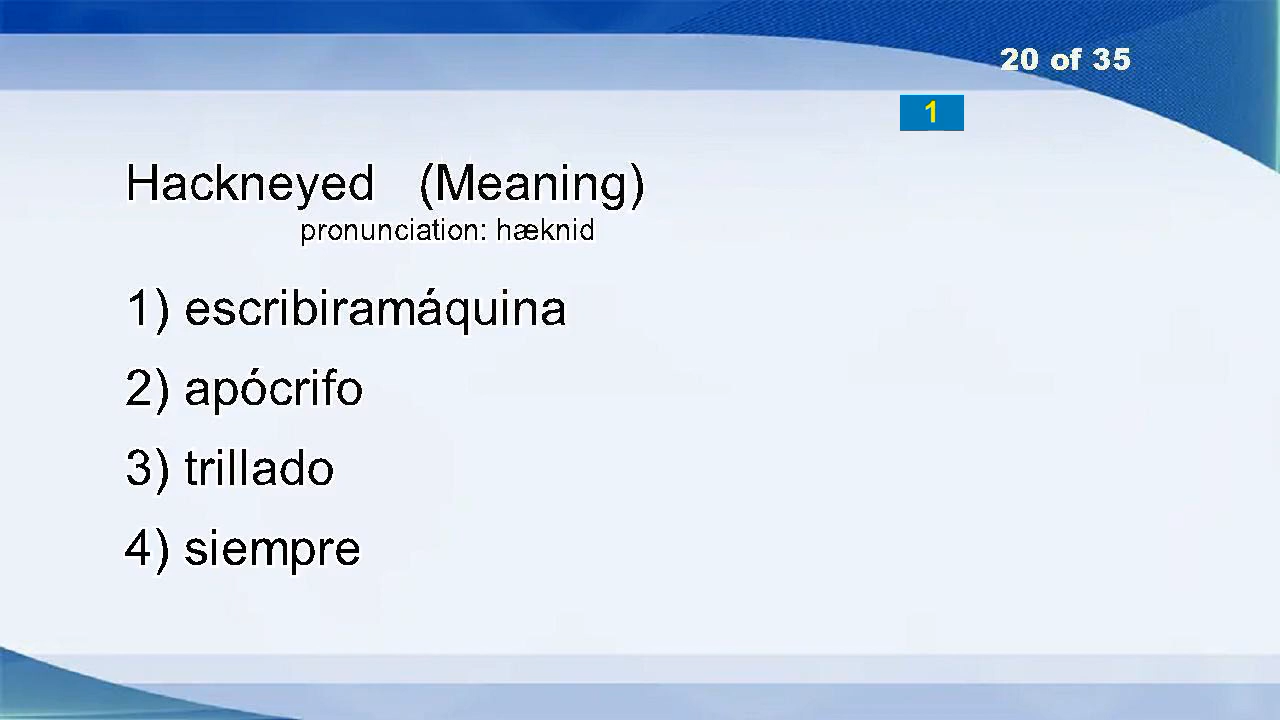 20 of 35
1
Hackneyed (Meaning)
pronunciation: hæknid
1) escribiramáquina
2) apócrifo
3) trillado
4) siempre